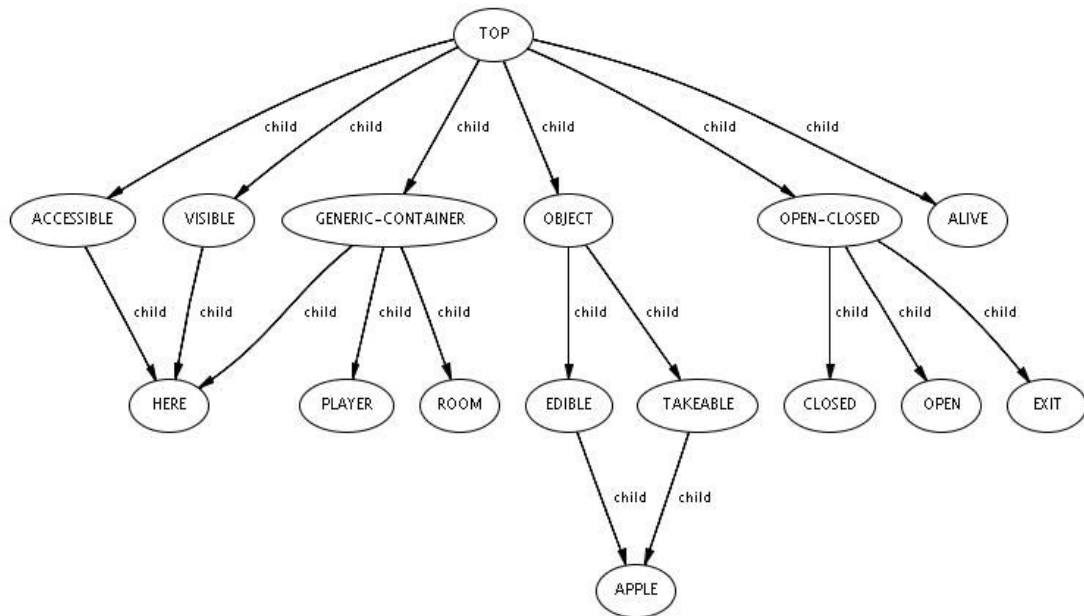 TOP
child child child child child child
ACCESSIBLE VISIBLE GENERIC-CONTAINER OBJECT OPEN-CLOSED ALIVE
child child child child child child child child child child
HERE PLAYER ROOM EDIBLE TAKEABLE CLOSED OPEN EXIT
child child
APPLE